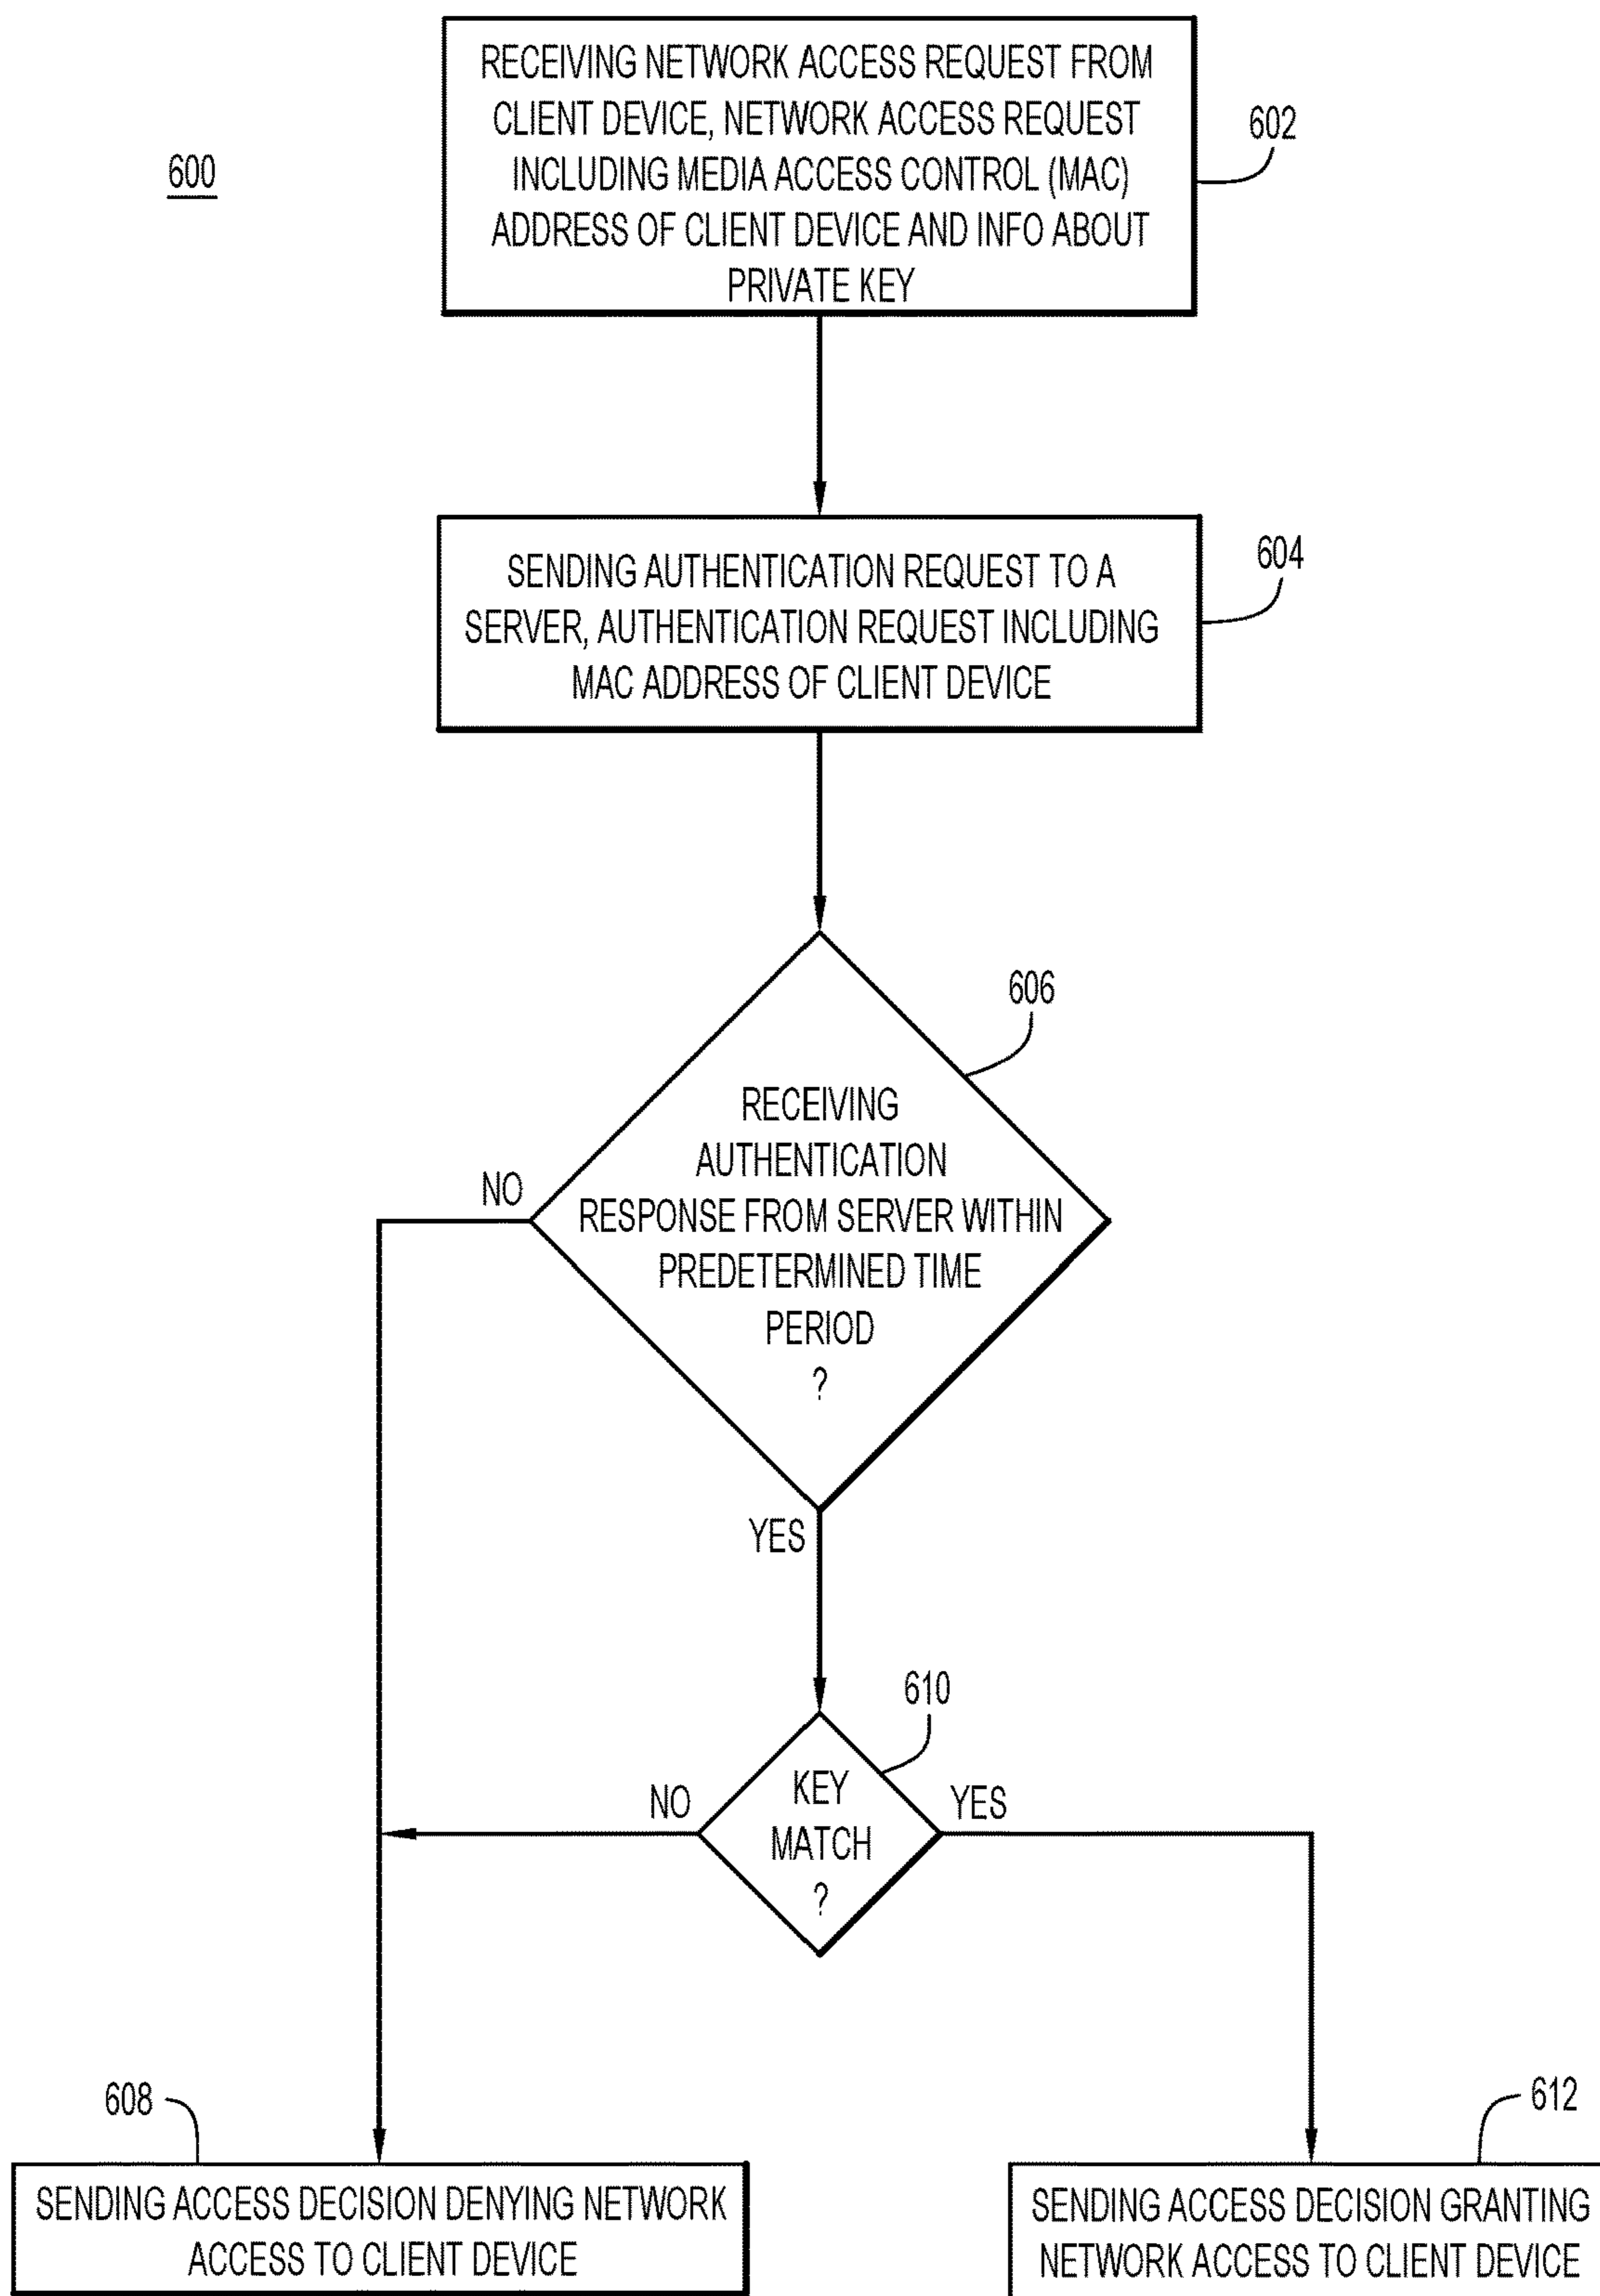 600
RECEIVING NETWORK ACCESS REQUEST FROM
CLIENT DEVICE, NETWORK ACCESS REQUEST
INCLUDING MEDIA ACCESS CONTROL (MAC)
ADDRESS OF CLIENT DEVICE AND INFO ABOUT
PRIVATE KEY
602
SENDING AUTHENTICATION REQUEST TO A
SERVER, AUTHENTICATION REQUEST INCLUDING
MAC ADDRESS OF CLIENT DEVICE
604
606
RECEIVING
AUTHENTICATION
RESPONSE FROM SERVER WITHIN
PREDETERMINED TIME
PERIOD
?
NO
YES
610
KEY
MATCH
?
NO
YES
608
SENDING ACCESS DECISION DENYING NETWORK
ACCESS TO CLIENT DEVICE
612
SENDING ACCESS DECISION GRANTING
NETWORK ACCESS TO CLIENT DEVICE